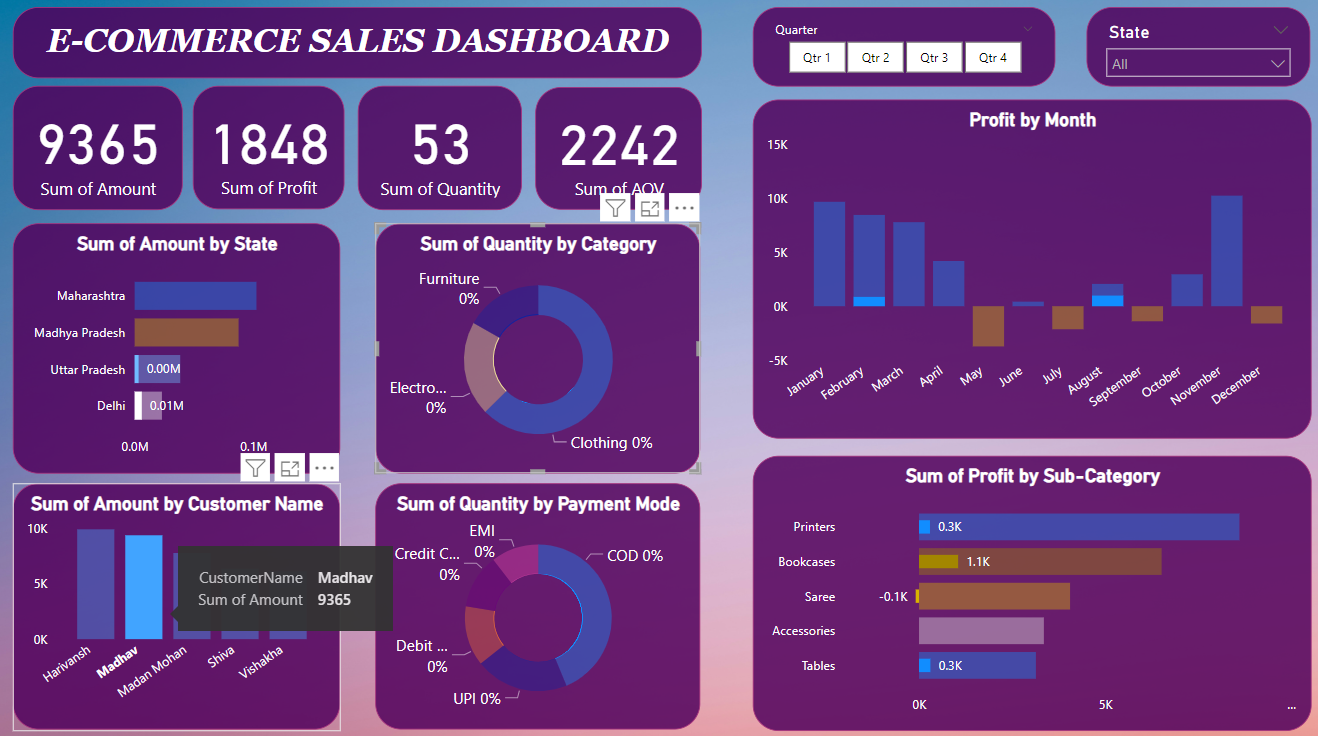 E-COMMERCE SALES DASHBOARD
Quarter
Qtr 1
Qtr 2
Qtr 3
Qtr 4
State
All
9365
Sum of Amount
1848
Sum of Profit
53
Sum of Quantity
2242
Sum of AOV
Sum of Amount by State
Maharashtra
Madhya Pradesh
Uttar Pradesh
0.00M
Delhi
0.01M
0.0M
0.1M
Sum of Quantity by Category
Furniture
0%
Electro...
0%
Clothing 0%
Profit by Month
15K
10K
5K
0K
-5K
January
February
March
April
May
June
July
August
September
October
November
December
Sum of Amount by Customer Name
10K
5K
0K
Harivansh
Madhav
Madan Mohan
Shiva
Vishakha
CustomerName Madhav
Sum of Amount 9365
Sum of Quantity by Payment Mode
EMI
0%
Credit C...
0%
COD 0%
Debit ...
0%
UPI 0%
Sum of Profit by Sub-Category
Printers
0.3K
Bookcases
1.1K
Saree
-0.1K
Accessories
Tables
0.3K
0K
5K
...